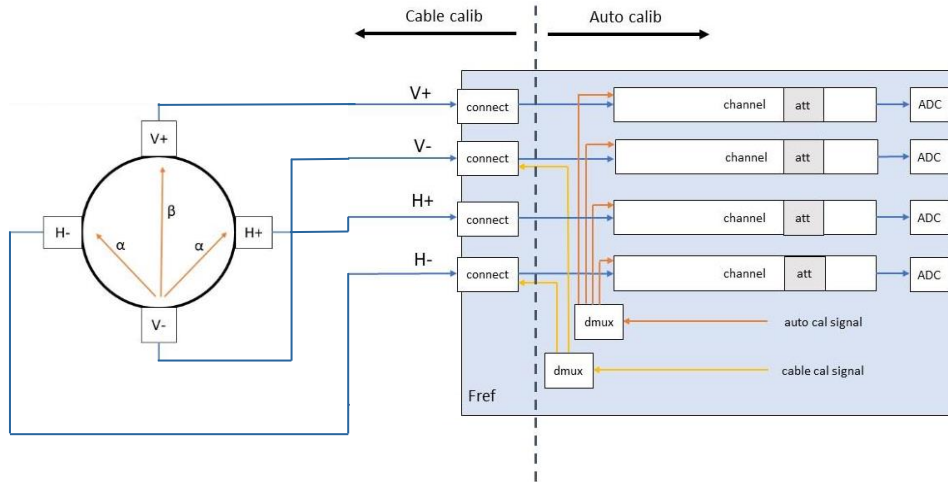 Cable calib
Auto calib
V+
connect
channel
att
ADC
V+
V-
connect
channel
att
ADC
β
H-
α
α
H+
H+
connect
channel
att
ADC
H-
connect
channel
att
ADC
V-
dmux
auto cal signal
dmux
cable cal signal
Fref